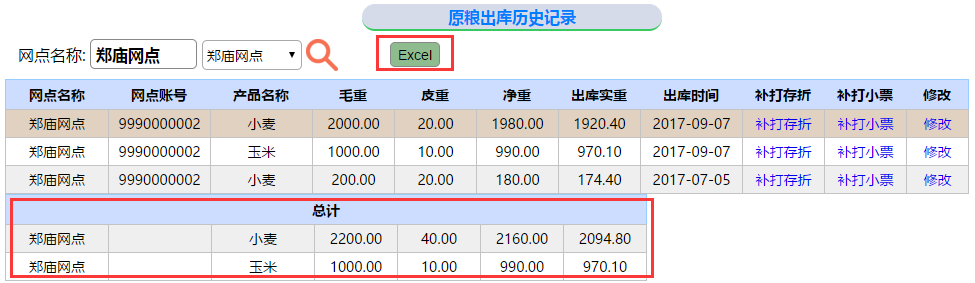 原粮出库历史记录
网点名称: 郑庙网点 郑庙网点 Excel
网点名称 网点账号 产品名称 毛重 皮重 净重 出库实重 出库时间 补打存折 补打小票 修改
郑庙网点 9990000002 小麦 2000.00 20.00 1980.00 1920.40 2017-09-07 补打存折 补打小票 修改
郑庙网点 9990000002 玉米 1000.00 10.00 990.00 970.10 2017-09-07 补打存折 补打小票 修改
郑庙网点 9990000002 小麦 200.00 20.00 180.00 174.40 2017-07-05 补打存折 补打小票 修改
总计
郑庙网点 小麦 2200.00 40.00 2160.00 2094.80
郑庙网点 玉米 1000.00 10.00 990.00 970.10